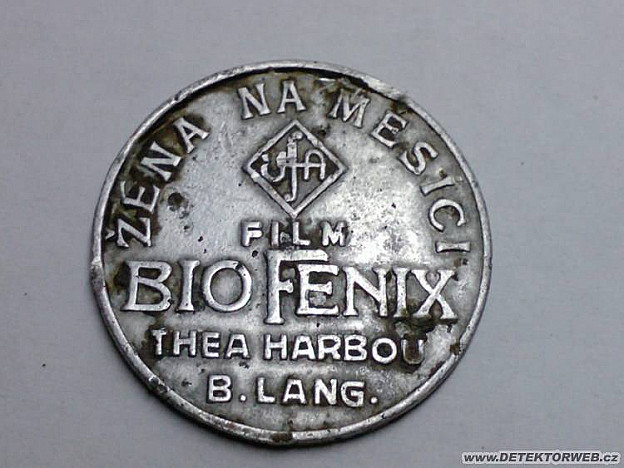 ŽENA NA MĚSÍCI
UfA
FILM
BIO FENIX
THEA HARBOU
B. LANG.
WWW.DETEKTORWEB.cz